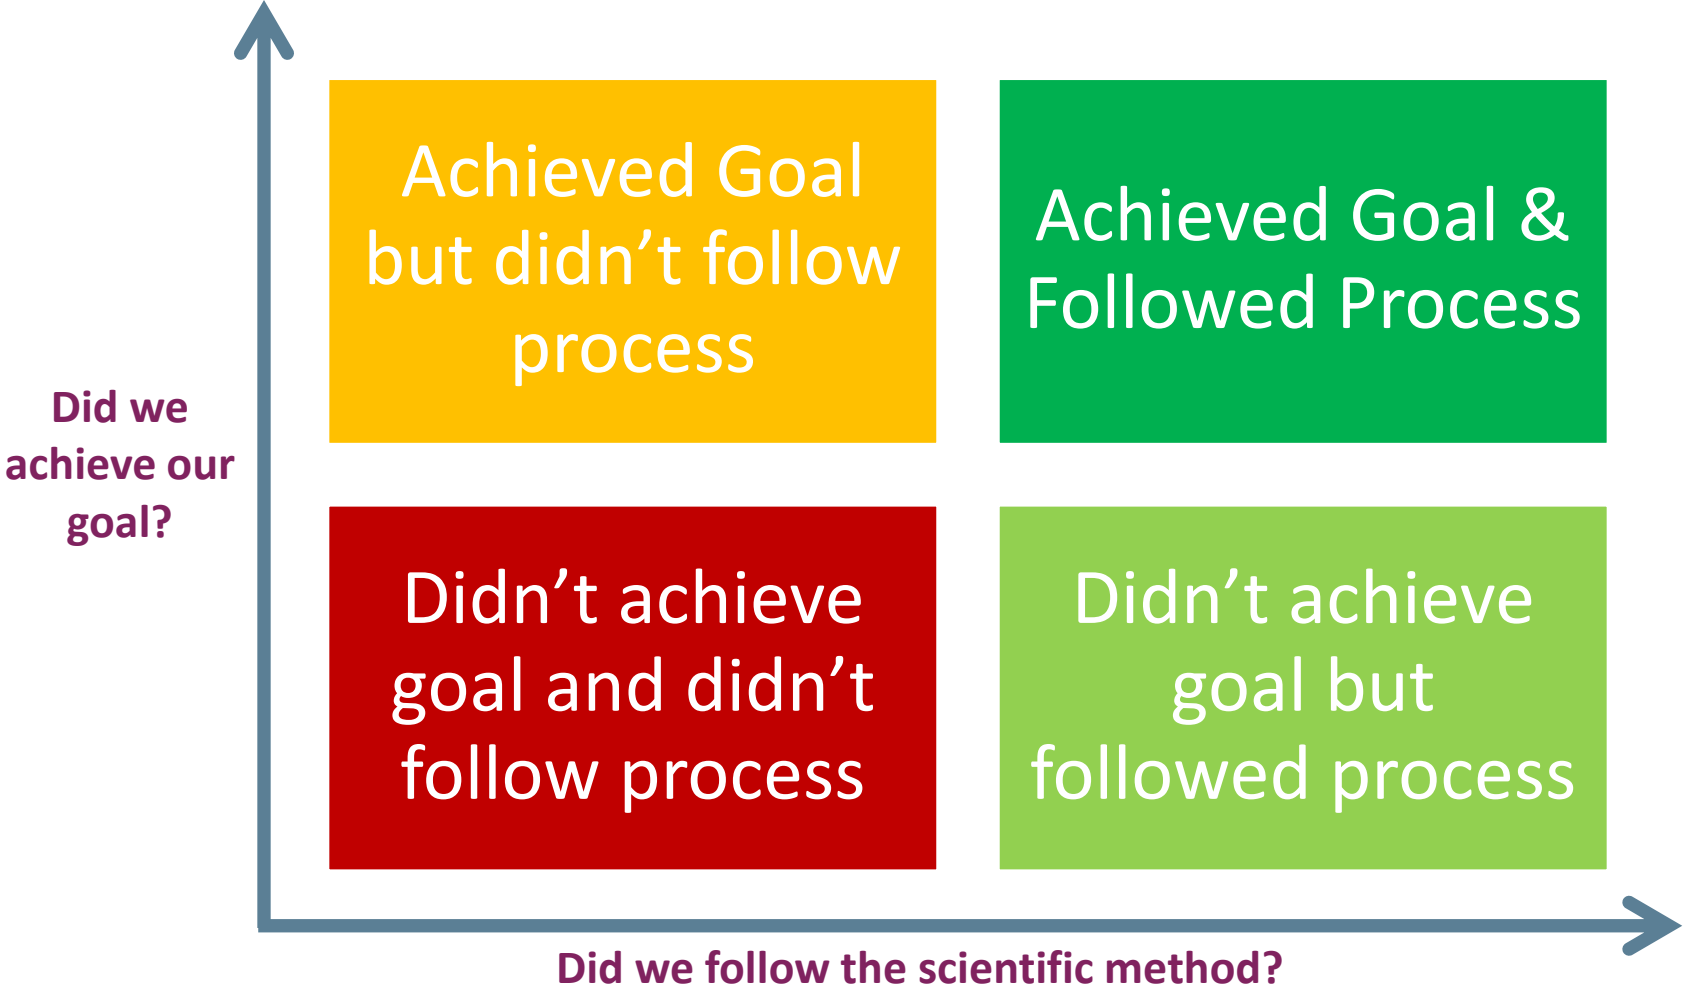 Achieved Goal
but didn’t follow
process
Achieved Goal &
Followed Process
Did we
achieve our
goal?
Didn’t achieve
goal and didn’t
follow process
Didn’t achieve
goal but
followed process
Did we follow the scientific method?